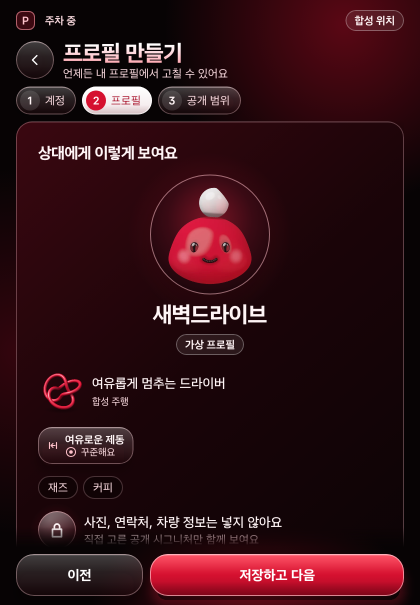 P 주차 중
합성 위치
프로필 만들기
언제든 내 프로필에서 고칠 수 있어요
1 계정
2 프로필
3 공개 범위
상대에게 이렇게 보여요
새벽드라이브
가상 프로필
여유롭게 멈추는 드라이버
합성 주행
여유로운 제동
꾸준해요
재즈
커피
사진, 연락처, 차량 정보는 넣지 않아요
직접 고른 공개 시그니처만 함께 보여요
이전
저장하고 다음